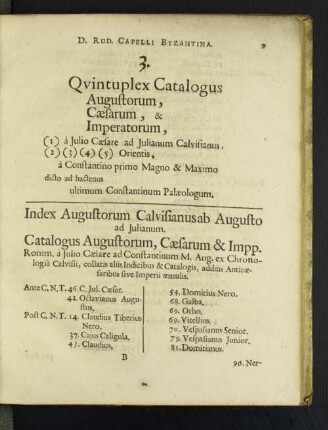 D. RUD. CAPELLI BYZANTINA. 9
3.
Qvintuplex Catalogus
Augustorum,
Cæsarum, &
Imperatorum,
(1) à Julio Cæsare ad Julianum Calvisianus,
(2) (3) (4) (5) Orientis,
à Constantino primo Magno & Maximo
dicto ad hactenus
ultimum Constantinum Palæologum.
Index Augustorum Calvisianus ab Augusto
ad Julianum.
Catalogus Augustorum, Cæsarum & Impp.
Romm. à Julio Cæsare ad Constantinum M. Aug. ex Chrono-
logiâ Calvisii, collatis aliis Indicibus & Catalogis, additis Anticæ-
saribus sive Imperii æmulis.
Ante C. N. T. 46. C. Jul. Cæsar.
42. Octavianus Augu-
stus,
Post C. N. T. 14. Claudius Tiberius
Nero.
37. Cajus Caligula,
41. Claudius,
54. Domitius Nero.
68. Galba,
69. Otho,
69. Vitellius,
70. Vespasianus Senior.
79. Vespasianus Junior,
81. Domitianus.
B
96. Ner-